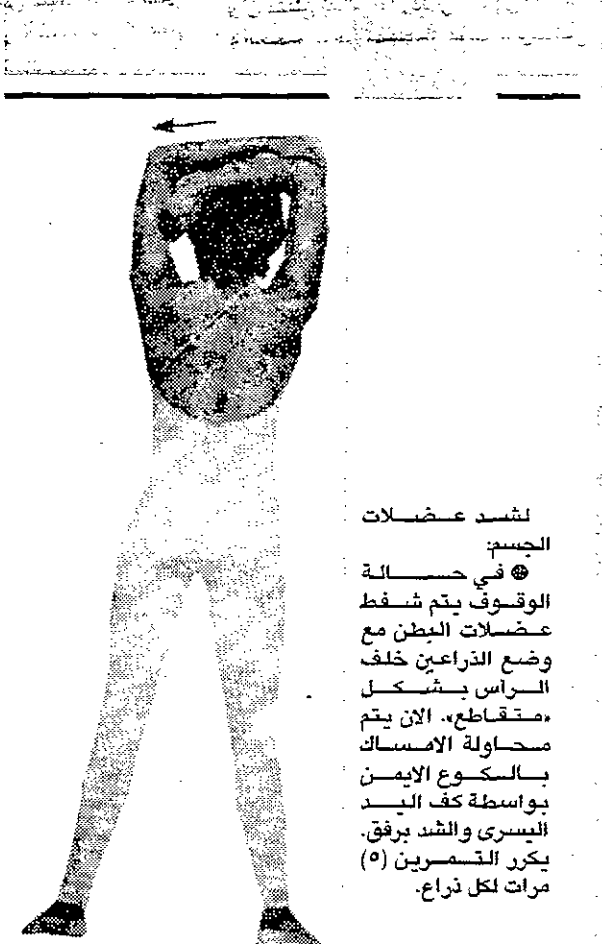 لشد عضلات
الجسم:
في حالة
الوقوف يتم شفط
عضلات البطن مع
وضع الذراعين خلف
الراس بشكل
«متقاطع». الان يتم
محاولة الامساك
بالكوع الايمن
بواسطة كف اليد
اليسرى والشد برفق.
يكرر التمرين (٥)
مرات لكل ذراع.